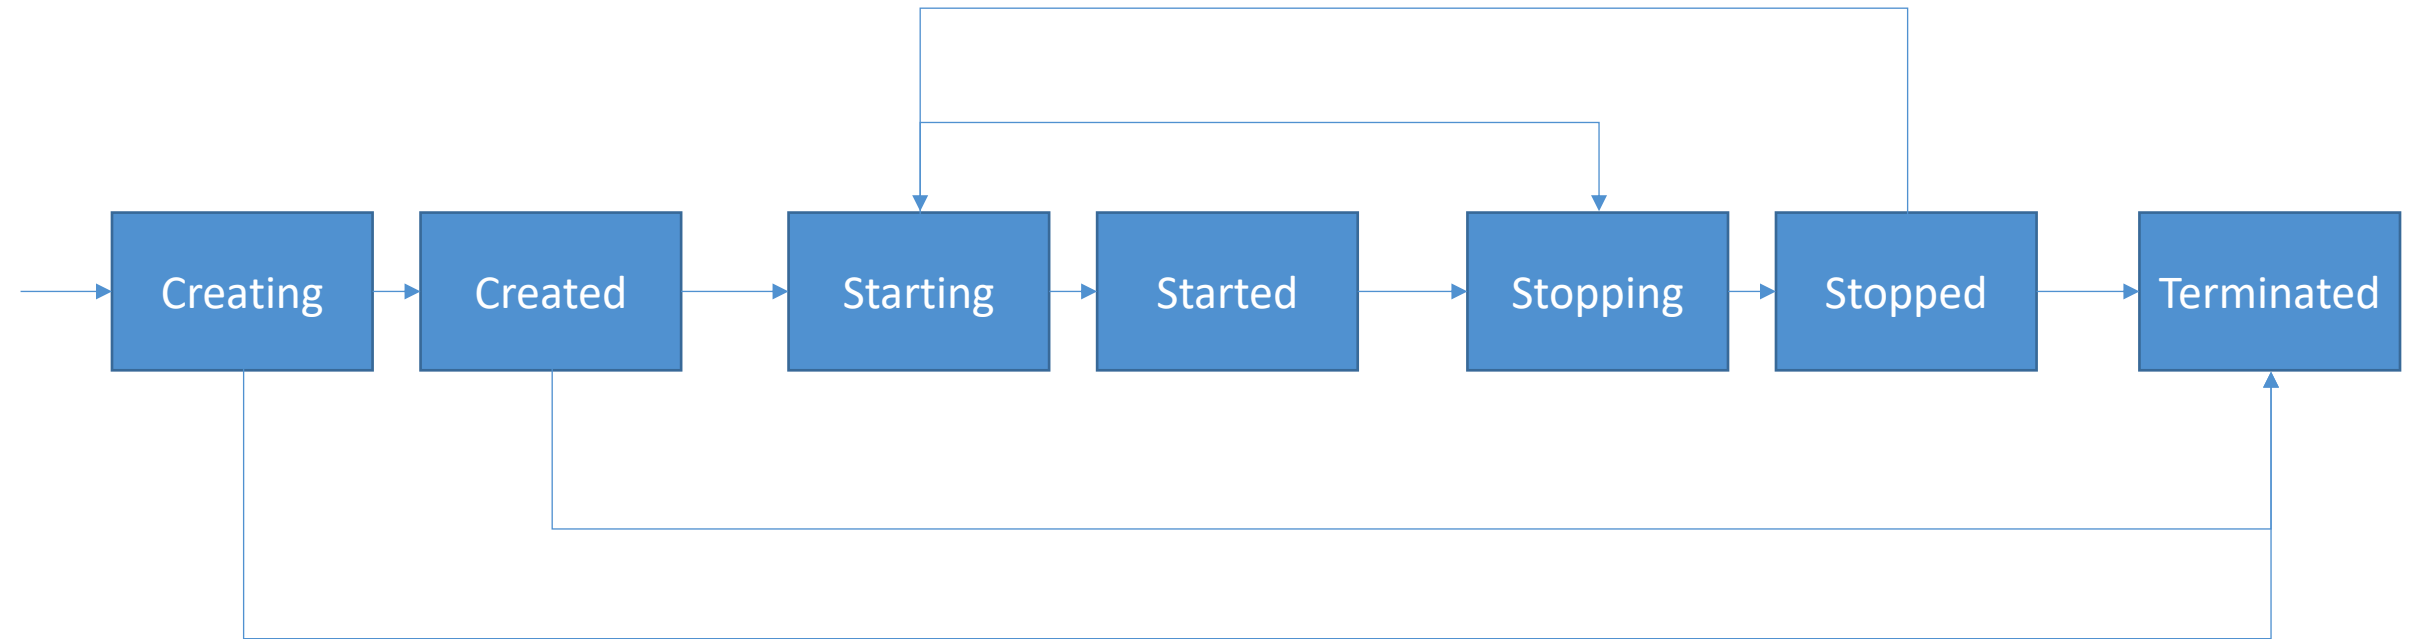 Creating
Created
Starting
Started
Stopping
Stopped
Terminated